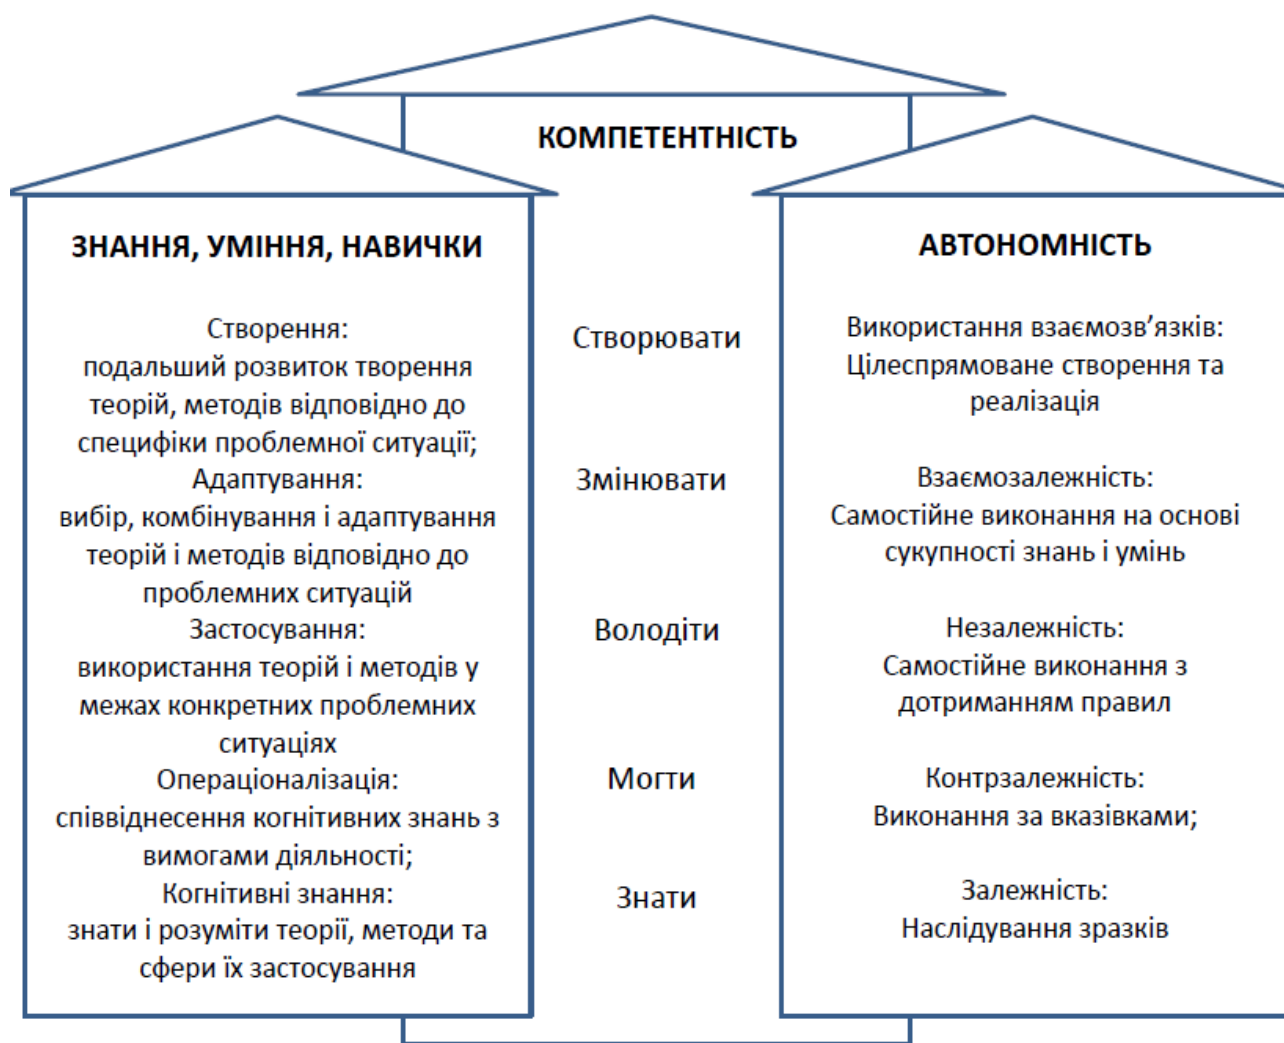 КОМПЕТЕНТНІСТЬ
ЗНАННЯ, УМІННЯ, НАВИЧКИ
Створення:
подальший розвиток творення
теорій, методів відповідно до
специфіки проблемної ситуації;
Адаптування:
вибір, комбінування і адаптування
теорій і методів відповідно до
проблемних ситуацій
Застосування:
використання теорій і методів у
межах конкретних проблемних
ситуаціях
Операціоналізація:
співвіднесення когнітивних знань з
вимогами діяльності;
Когнітивні знання:
знати і розуміти теорії, методи та
сфери їх застосування
Створювати
Змінювати
Володіти
Могти
Знати
АВТОНОМНІСТЬ
Використання взаємозв’язків:
Цілеспрямоване створення та
реалізація
Взаємозалежність:
Самостійне виконання на основі
сукупності знань і умінь
Незалежність:
Самостійне виконання з
дотриманням правил
Контрзалежність:
Виконання за вказівками;
Залежність:
Наслідування зразків